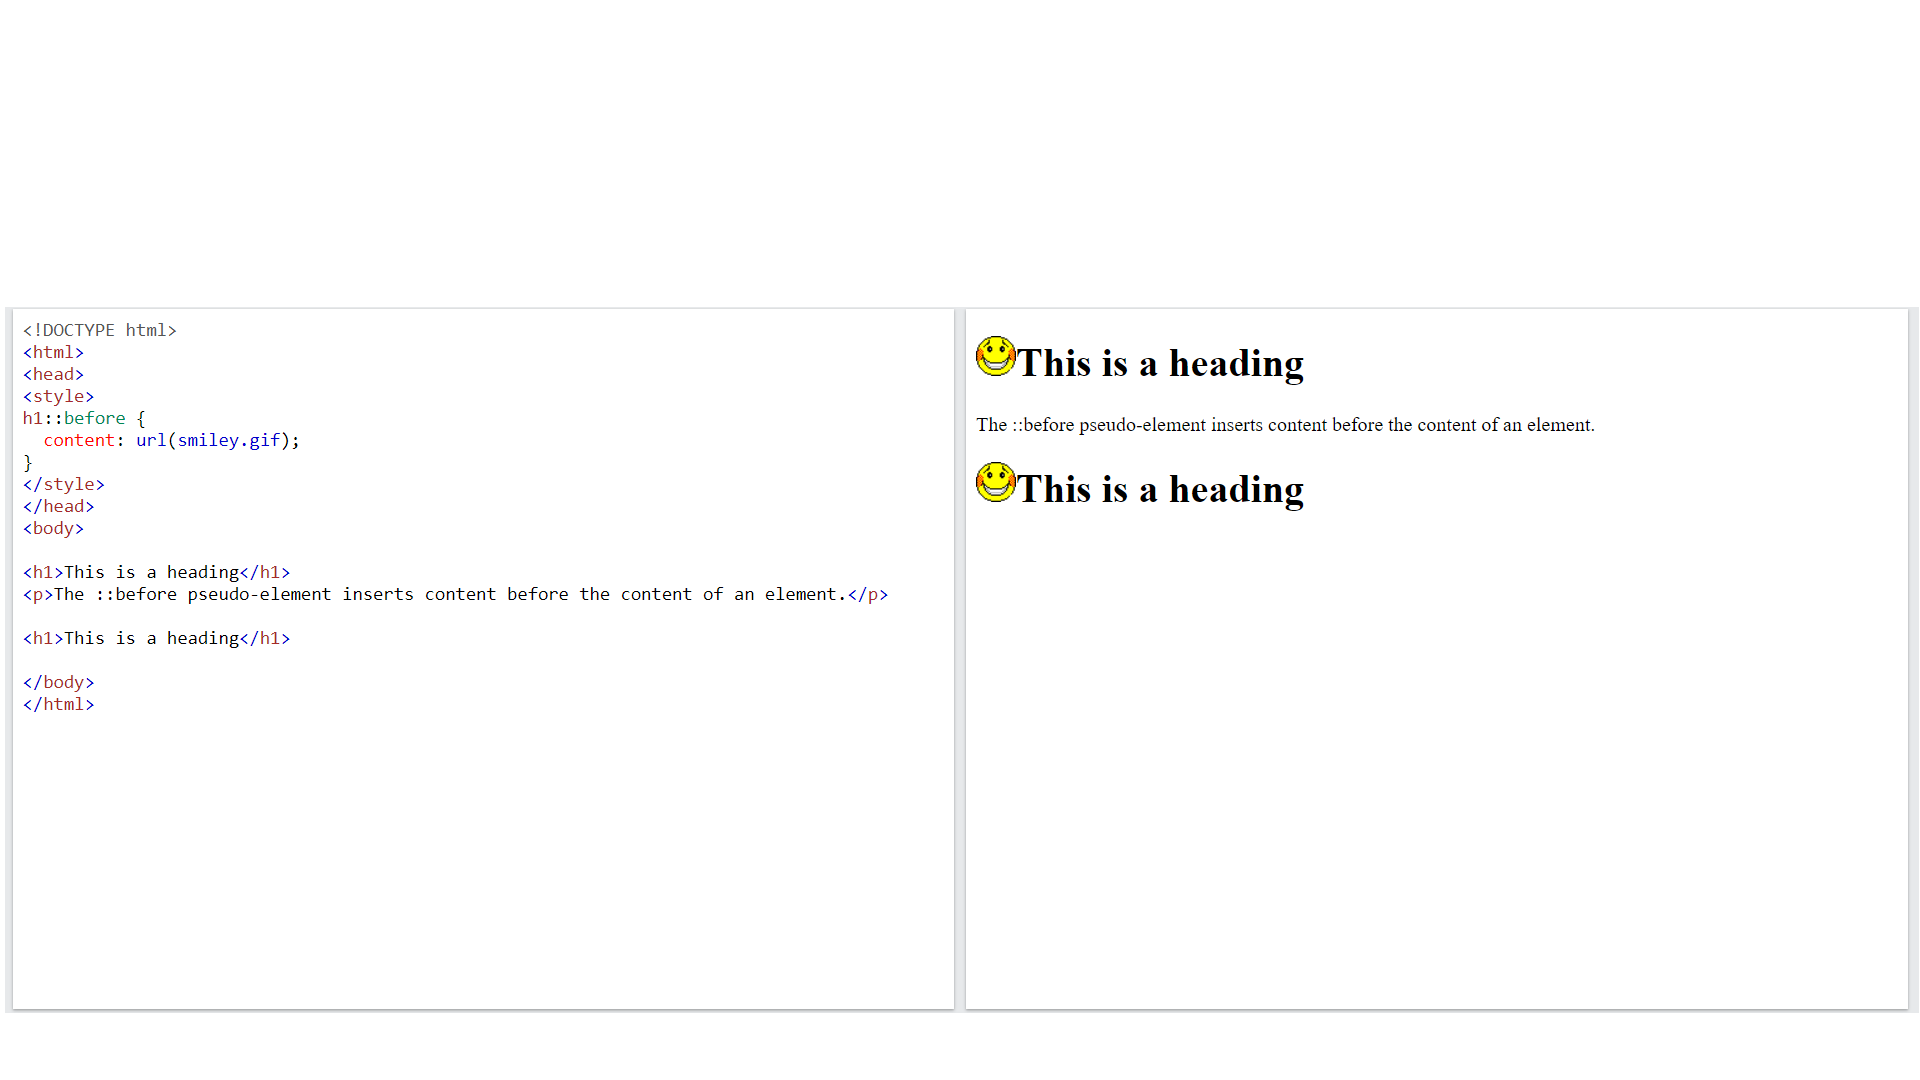 <!DOCTYPE html>
<html>
<head>
<style>
h1::before {
  content: url(smiley.gif);
}
</style>
</head>
<body>

<h1>This is a heading</h1>
<p>The ::before pseudo-element inserts content before the content of an element.</p>

<h1>This is a heading</h1>

</body>
</html>

This is a heading
The ::before pseudo-element inserts content before the content of an element.
This is a heading